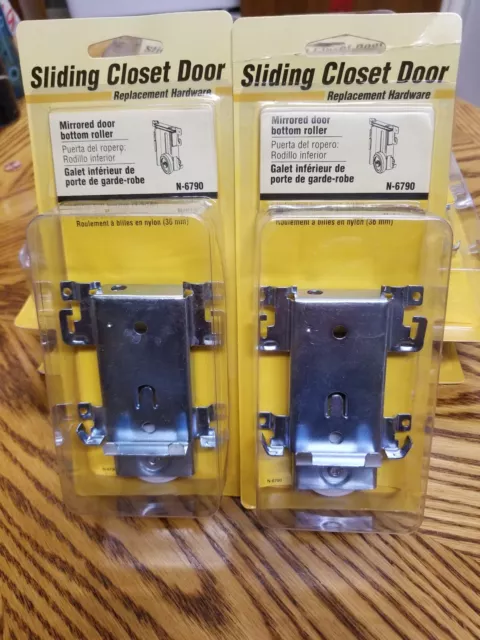 Sliding Closet Door
Replacement Hardware
Mirrored door
bottom roller
Puerta del ropero:
Rodillo inferior
Galet inférieur de
porte de garde-robe
N-6790
Roulement à billes en nylon (36 mm)
Sliding Closet Door
Replacement Hardware
Mirrored door
bottom roller
Puerta del ropero:
Rodillo inferior
Galet inférieur de
porte de garde-robe
N-6790
Roulement à billes en nylon (36 mm)
N-6790